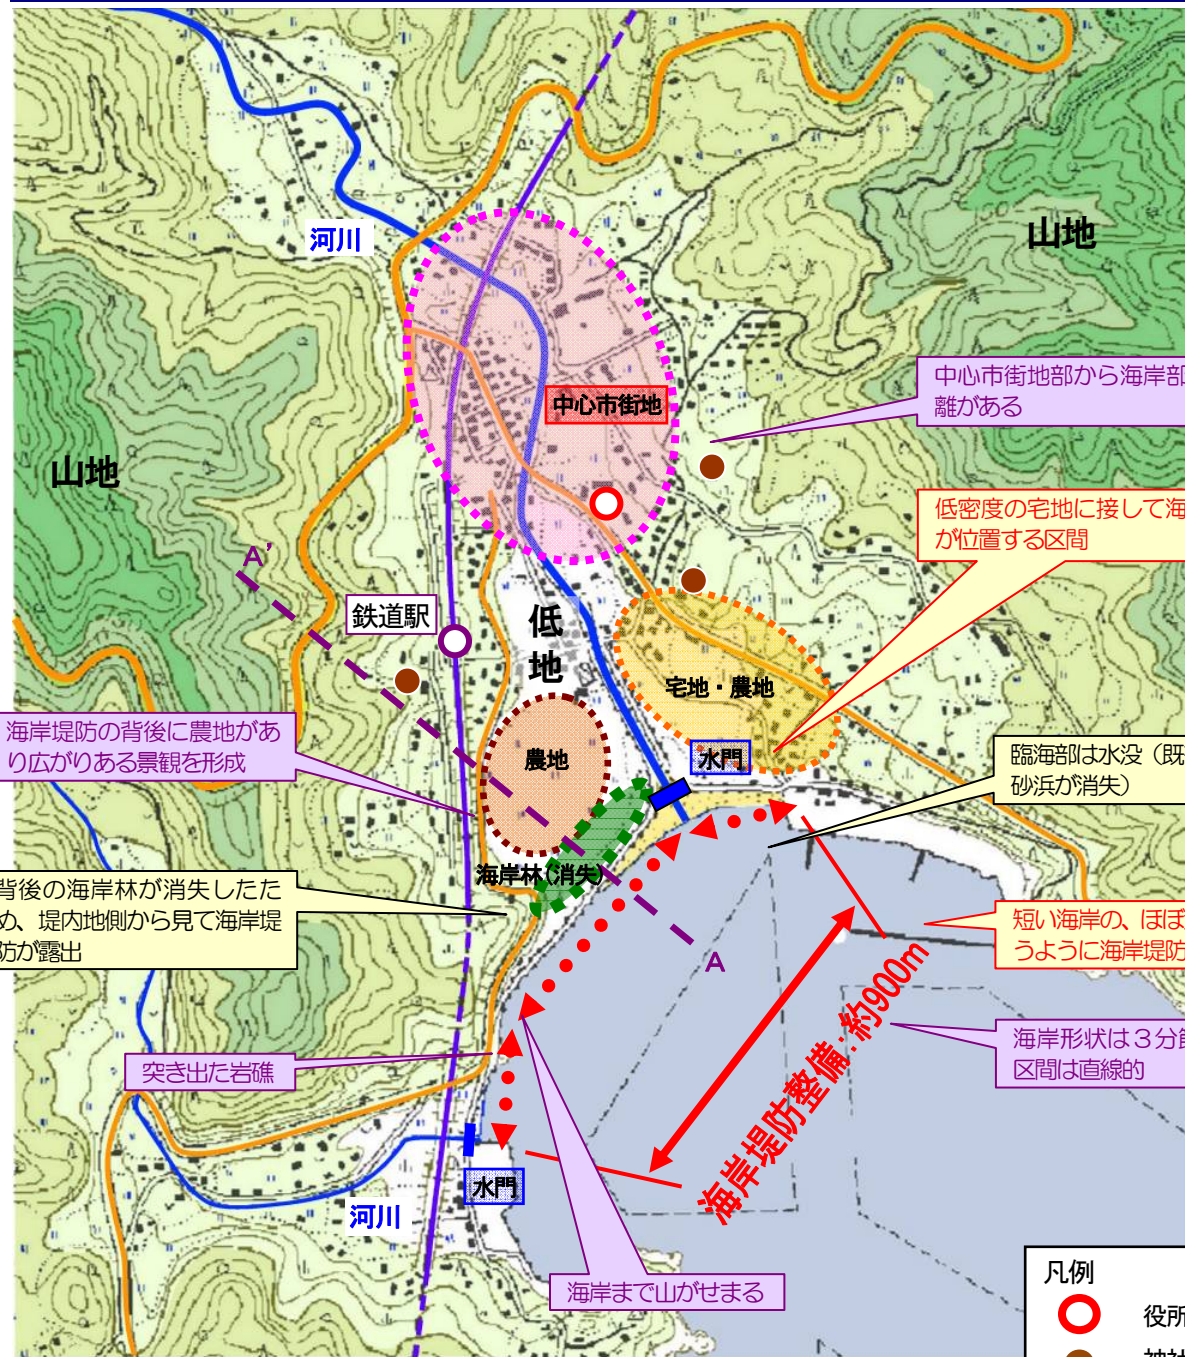 河川
山地
中心市街地部から海岸部
離がある
中心市街地
山地
低密度の宅地に接して海
が位置する区間
A’
鉄道駅
低
地
宅地・農地
海岸堤防の背後に農地があ
り広がりある景観を形成
農地
水門
臨海部は水没（既
砂浜が消失）
海岸林(消失)
背後の海岸林が消失したた
め、堤内地側から見て海岸堤
防が露出
A
短い海岸の、ほぼ
うように海岸堤防
海岸堤防整備:約900m
海岸形状は３分節
区間は直線的
突き出た岩礁
水門
河川
海岸まで山がせまる
凡例
役所
神社